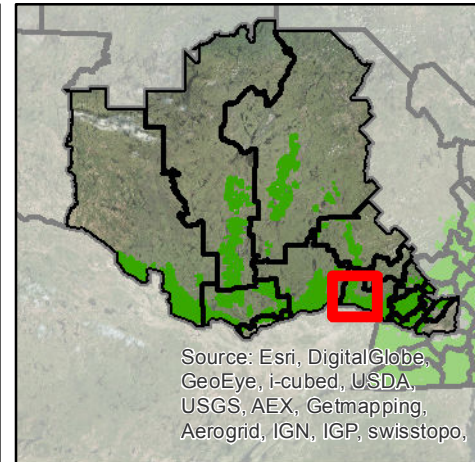 Source: Esri, DigitalGlobe,
GeoEye, i-cubed, USDA,
USGS, AEX, Getmapping,
Aerogrid, IGN, IGP, swisstopo,